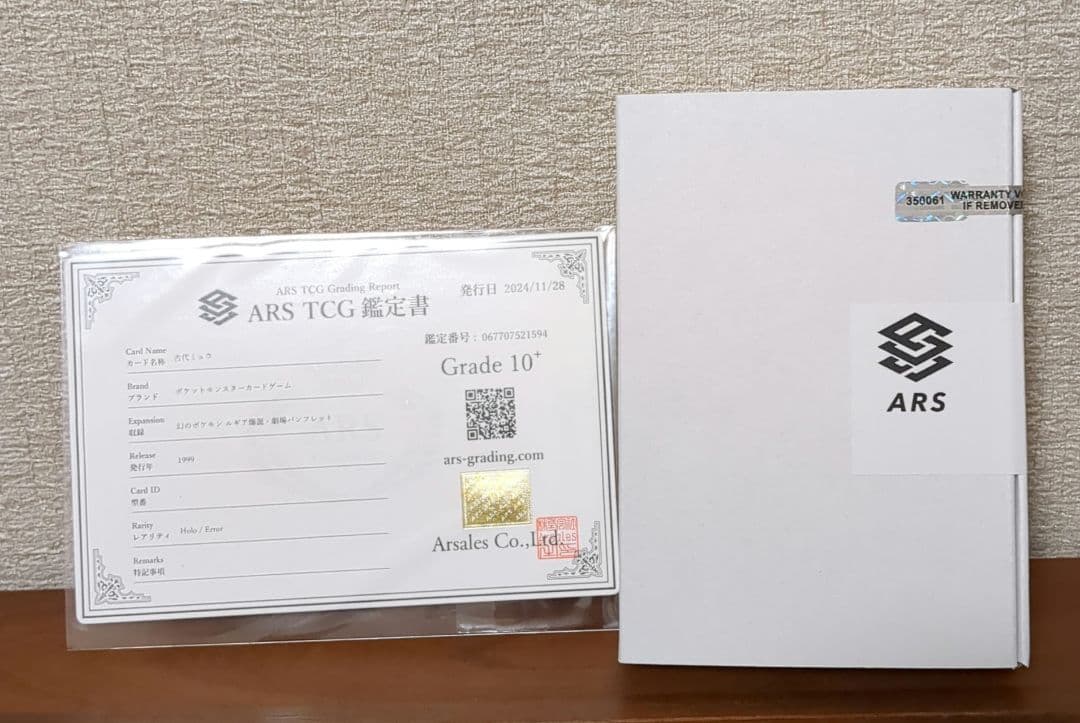 ARS TCG Grading Report
ARS TCG 鑑定書
発行日 2024/11/28
鑑定番号 : 067707521594
Grade 10+
Card Name
カード名称 古代ミュウ
Brand
ブランド ポケットモンスターカードゲーム
Expansion
収録 幻のポケモン ルギア爆誕・劇場パンフレット
Release
発行年 1999
Card ID
型番
Rarity
レアリティ Holo / Error
Remarks
特記事項
ars-grading.com
Arsales Co.,Ltd.
350061
WARRANTY
IF REMOVE
ARS